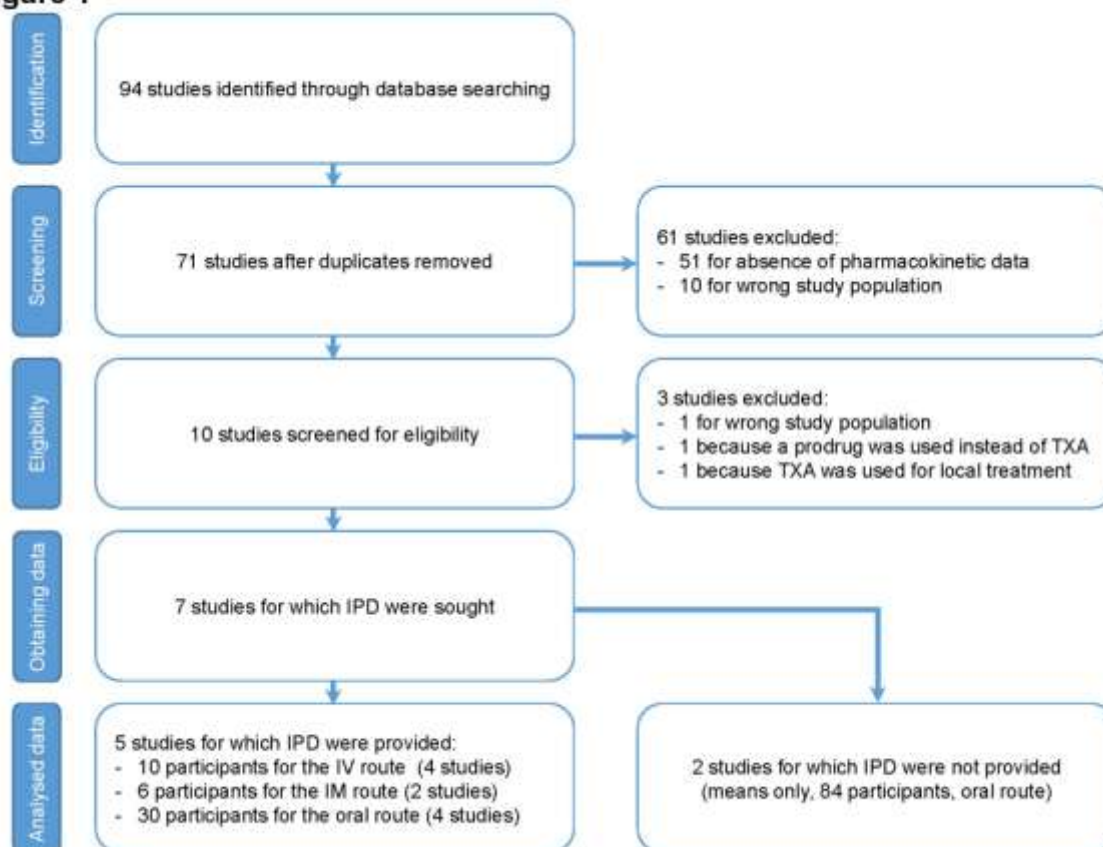 Identification
94 studies identified through database searching
Screening
71 studies after duplicates removed
61 studies excluded:
- 51 for absence of pharmacokinetic data
- 10 for wrong study population
Eligibility
10 studies screened for eligibility
3 studies excluded:
- 1 for wrong study population
- 1 because a prodrug was used instead of TXA
- 1 because TXA was used for local treatment
Obtaining data
7 studies for which IPD were sought
Analysed data
5 studies for which IPD were provided:
- 10 participants for the IV route (4 studies)
- 6 participants for the IM route (2 studies)
- 30 participants for the oral route (4 studies)
2 studies for which IPD were not provided
(means only, 84 participants, oral route)